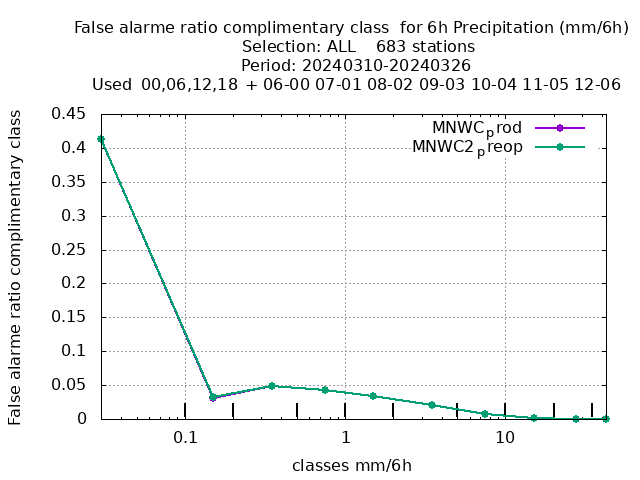 False alarme ratio complimentary class  for 6h Precipitation (mm/6h)
Selection: ALL    683 stations
Period: 20240310-20240326
Used  00,06,12,18  + 06-00 07-01 08-02 09-03 10-04 11-05 12-06
False alarme ratio complimentary class
0.45
0.4
0.35
0.3
0.25
0.2
0.15
0.1
0.05
0
MNWCprod
MNWC2preop
0.1 1 10
classes mm/6h